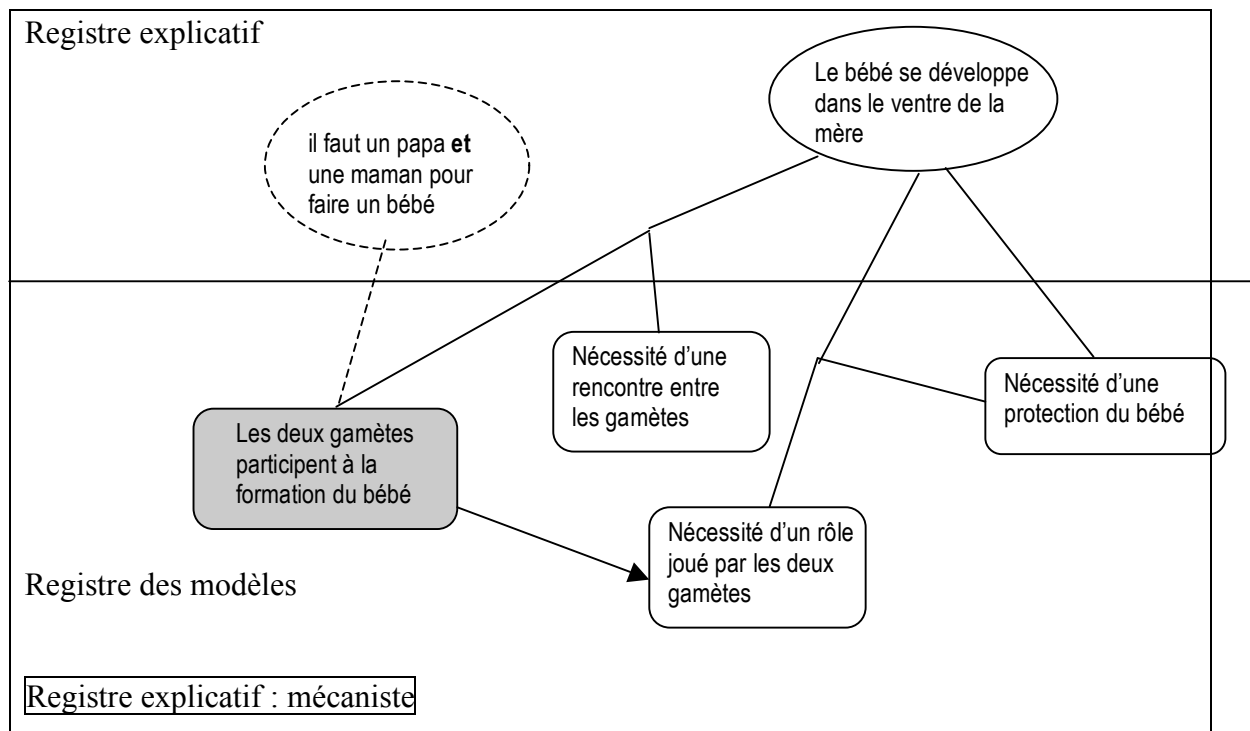 Registre explicatif
Le bébé se développe
dans le ventre de la
mère
il faut un papa et
une maman pour
faire un bébé
Nécessité d'une
rencontre entre
les gamètes
Nécessité d'une
protection du bébé
Les deux gamètes
participent à la
formation du bébé
Nécessité d'un rôle
joué par les deux
gamètes
Registre des modèles
Registre explicatif : mécaniste